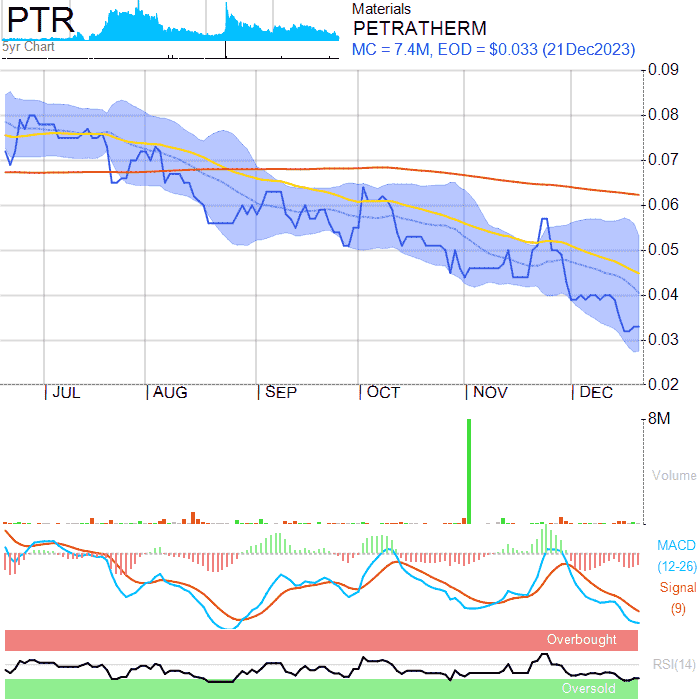 PTR
5yr Chart
Materials
PETRATHERM
MC = 7.4M, EOD = $0.033 (21Dec2023)
0.09
0.08
0.07
0.06
0.05
0.04
0.03
0.02
JUL AUG SEP OCT NOV DEC
8M
Volume
MACD
(12-26)
Signal
(9)
Overbought
RSI(14)
Oversold